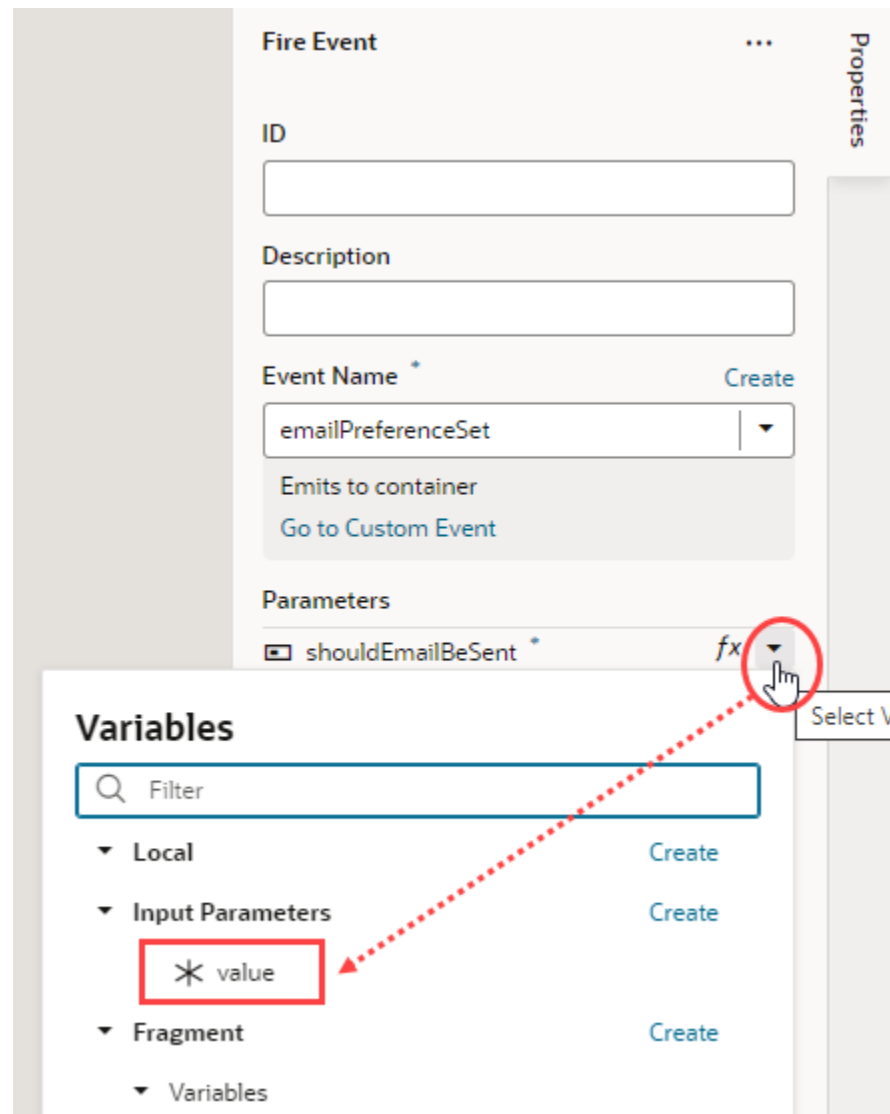 Fire Event
Properties
ID
Description
Event Name * Create
emailPreferenceSet
Emits to container
Go to Custom Event
Parameters
shouldEmailBeSent * fx
Select V
Variables
Filter
Local Create
Input Parameters Create
value
Fragment Create
Variables